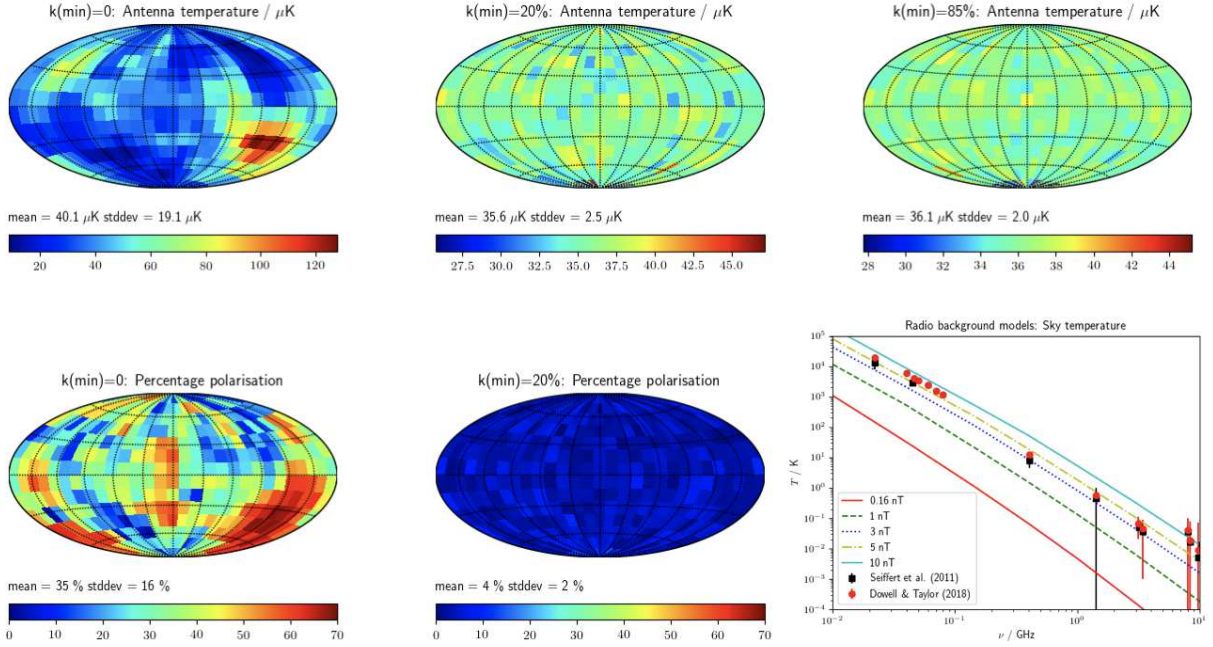 k(min)=0: Antenna temperature / μK
k(min)=20%: Antenna temperature / μK
k(min)=85%: Antenna temperature / μK
mean = 40.1 μK stddev = 19.1 μK
mean = 35.6 μK stddev = 2.5 μK
mean = 36.1 μK stddev = 2.0 μK
20 40 60 80 100 120
27.5 30.0 32.5 35.0 37.5 40.0 42.5 45.0
28 30 32 34 36 38 40 42 44
k(min)=0: Percentage polarisation
k(min)=20%: Percentage polarisation
mean = 35 % stddev = 16 %
mean = 4 % stddev = 2 %
0 10 20 30 40 50 60 70
0 10 20 30 40 50 60 70
Radio background models: Sky temperature
T / K
10⁵
10⁴
10³
10²
10¹
10⁰
10⁻¹
10⁻²
10⁻³
10⁻⁴
0.16 nT
1 nT
3 nT
5 nT
10 nT
Seiffert et al. (2011)
Dowell & Taylor (2018)
10⁻² 10⁻¹ 10⁰
ν / GHz